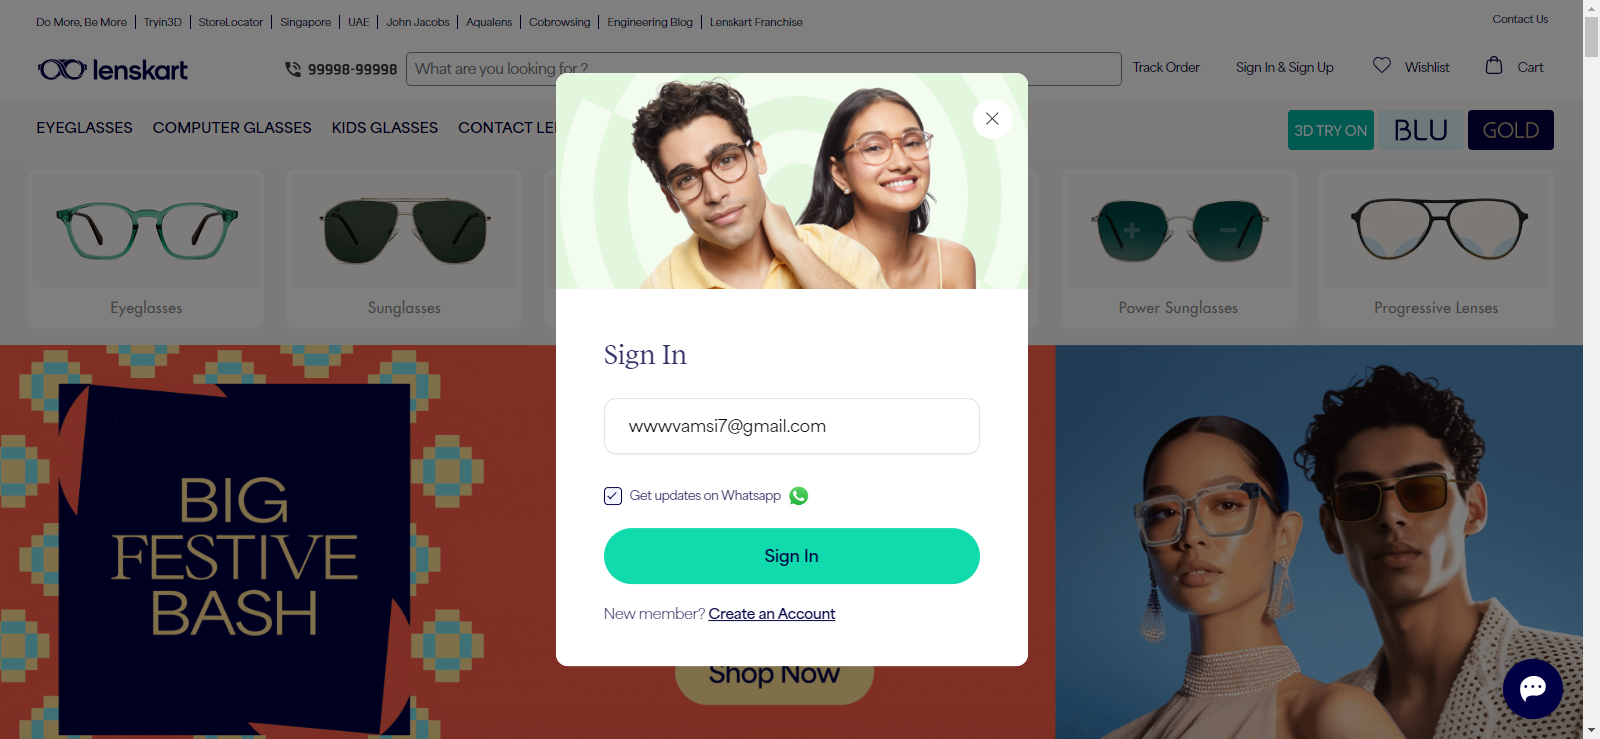 Do More, Be More | Tryin3D | StoreLocator | Singapore | UAE | John Jacobs | Aqualens | Cobrowsing | Engineering Blog | Lenskart Franchise
Contact Us
lenskart
99998-99998
What are you looking for ?
Track Order
Sign In & Sign Up
Wishlist
Cart
EYEGLASSES
COMPUTER GLASSES
KIDS GLASSES
CONTACT LE
3D TRY ON
BLU
GOLD
Eyeglasses
Sunglasses
Power Sunglasses
Progressive Lenses
Sign In
wwwvamsi7@gmail.com
Get updates on Whatsapp
Sign In
New member? Create an Account
BIG
FESTIVE
BASH
Shop Now